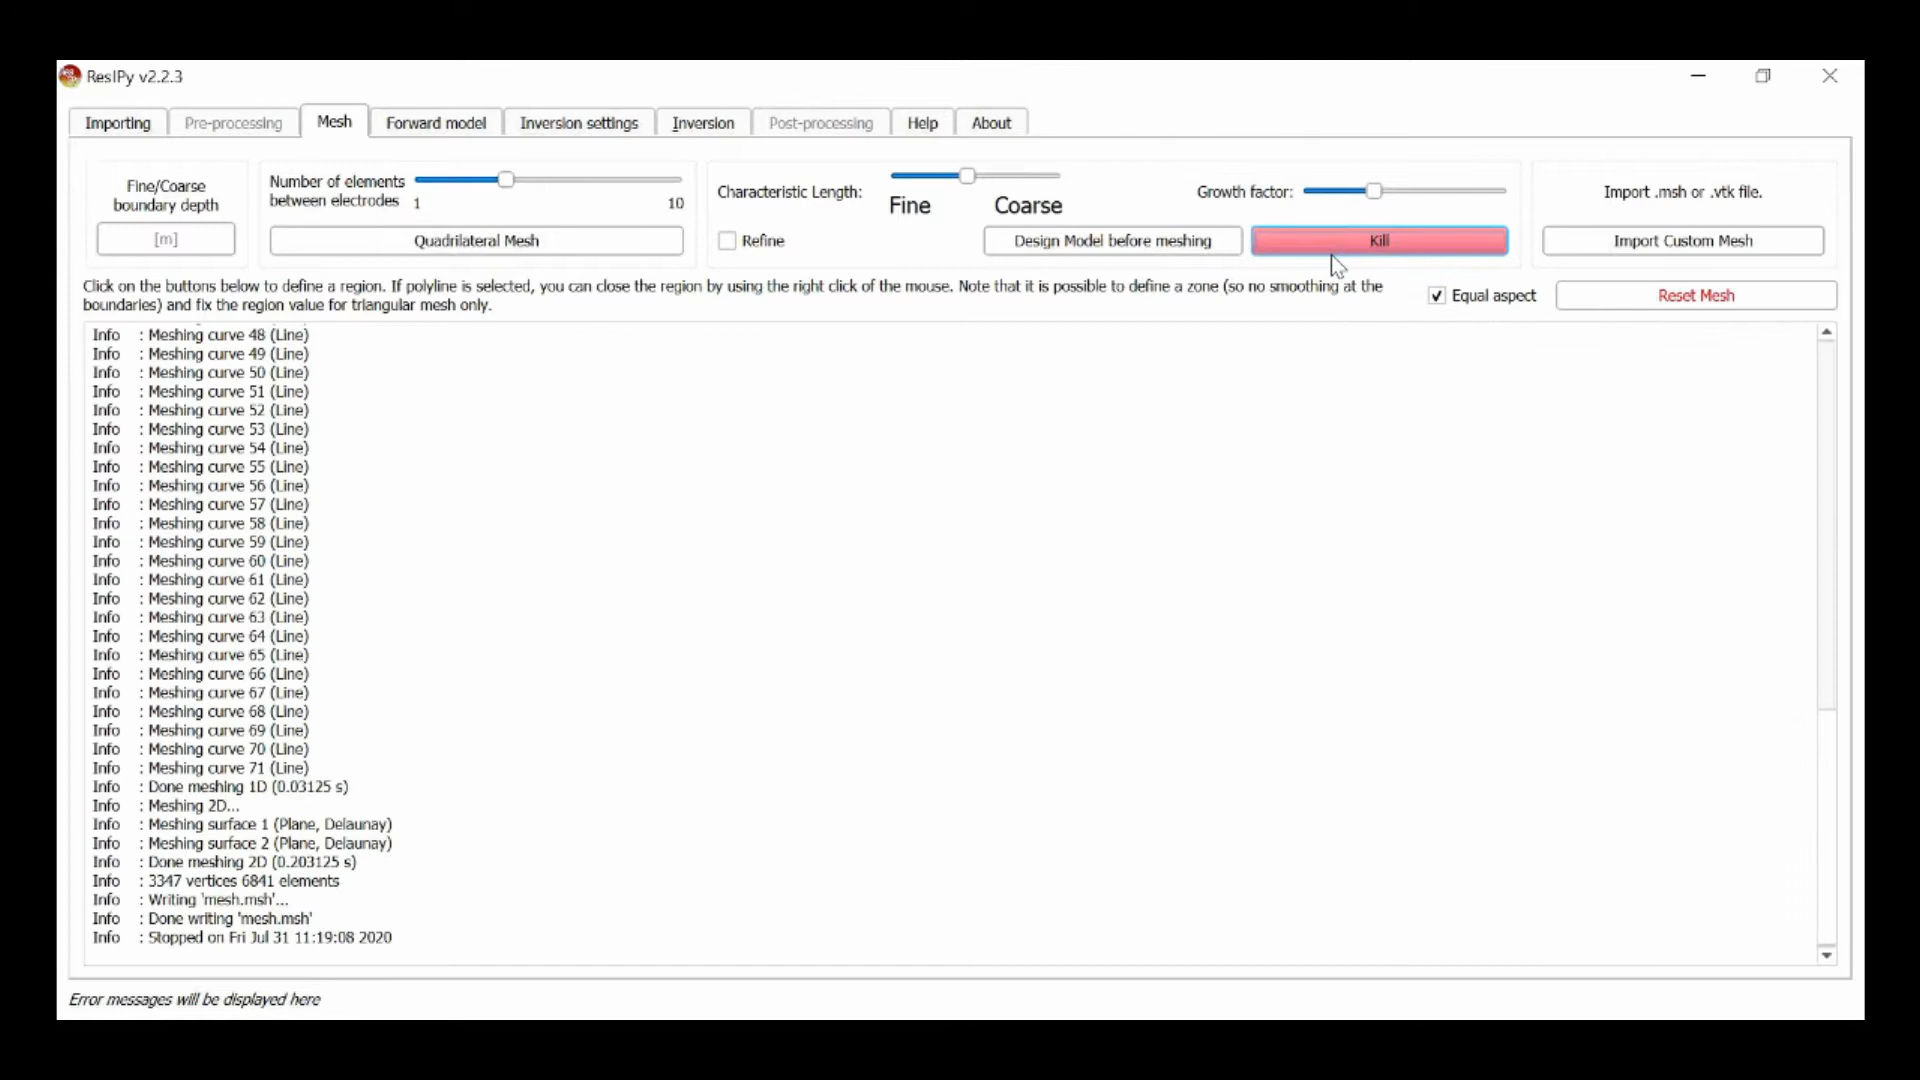 ResIPy v2.2.3
Importing Pre-processing Mesh Forward model Inversion settings Inversion Post-processing Help About
Fine/Coarse
boundary depth
[m]
Number of elements
between electrodes 1 10
Quadrilateral Mesh
Characteristic Length:
Fine Coarse
Growth factor:
Refine
Design Model before meshing
Kill
Import .msh or .vtk file.
Import Custom Mesh
Click on the buttons below to define a region. If polyline is selected, you can close the region by using the right click of the mouse. Note that it is possible to define a zone (so no smoothing at the
boundaries) and fix the region value for triangular mesh only.
Equal aspect
Reset Mesh
Info : Meshing curve 48 (Line)
Info : Meshing curve 49 (Line)
Info : Meshing curve 50 (Line)
Info : Meshing curve 51 (Line)
Info : Meshing curve 52 (Line)
Info : Meshing curve 53 (Line)
Info : Meshing curve 54 (Line)
Info : Meshing curve 55 (Line)
Info : Meshing curve 56 (Line)
Info : Meshing curve 57 (Line)
Info : Meshing curve 58 (Line)
Info : Meshing curve 59 (Line)
Info : Meshing curve 60 (Line)
Info : Meshing curve 61 (Line)
Info : Meshing curve 62 (Line)
Info : Meshing curve 63 (Line)
Info : Meshing curve 64 (Line)
Info : Meshing curve 65 (Line)
Info : Meshing curve 66 (Line)
Info : Meshing curve 67 (Line)
Info : Meshing curve 68 (Line)
Info : Meshing curve 69 (Line)
Info : Meshing curve 70 (Line)
Info : Meshing curve 71 (Line)
Info : Done meshing 1D (0.03125 s)
Info : Meshing 2D...
Info : Meshing surface 1 (Plane, Delaunay)
Info : Meshing surface 2 (Plane, Delaunay)
Info : Done meshing 2D (0.203125 s)
Info : 3347 vertices 6841 elements
Info : Writing 'mesh.msh'...
Info : Done writing 'mesh.msh'
Info : Stopped on Fri Jul 31 11:19:08 2020
Error messages will be displayed here